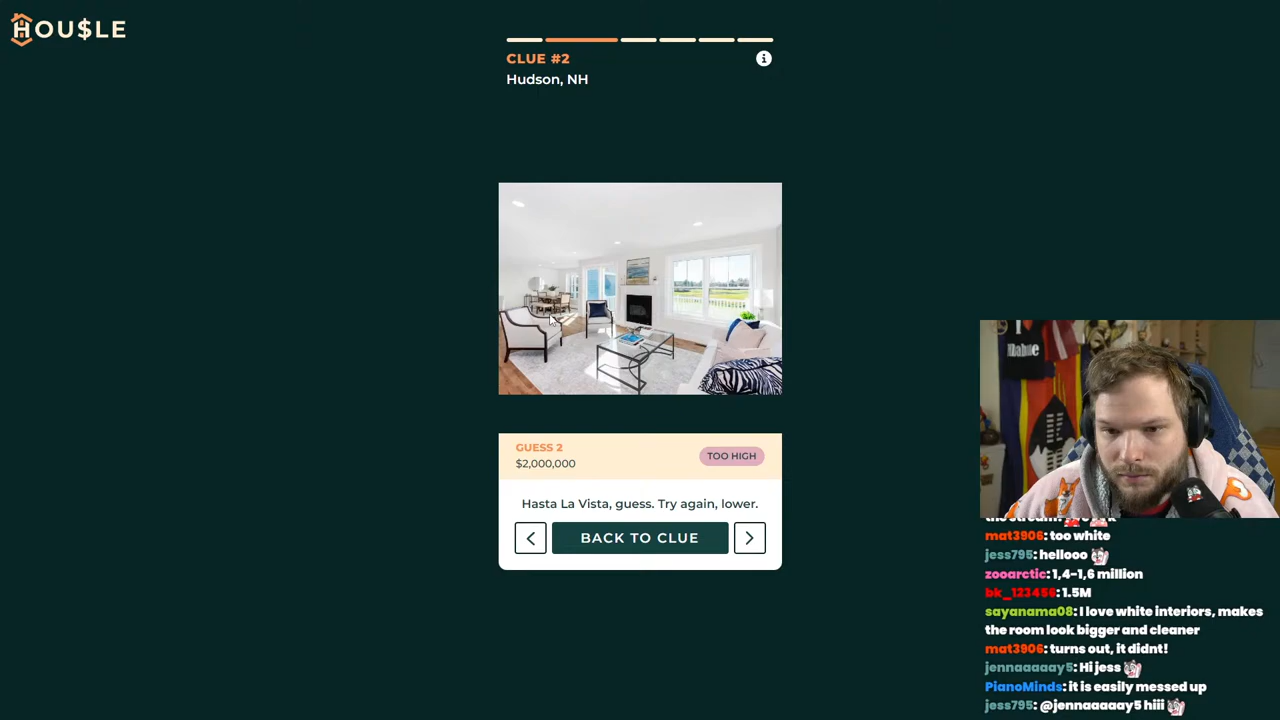 HOU$LE
CLUE #2
Hudson, NH
GUESS 2
$2,000,000
TOO HIGH
Hasta La Vista, guess. Try again, lower.
BACK TO CLUE
mat3906: too white
jess795: hellooo
zooarctic: 1,4-1,6 million
bk_123456: 1.5M
sayanama08: I love white interiors, makes
the room look bigger and cleaner
mat3906: turns out, it didnt!
jennaaaaay5: Hi jess
PianoMinds: it is easily messed up
jess795: @jennaaaaay5 hiii